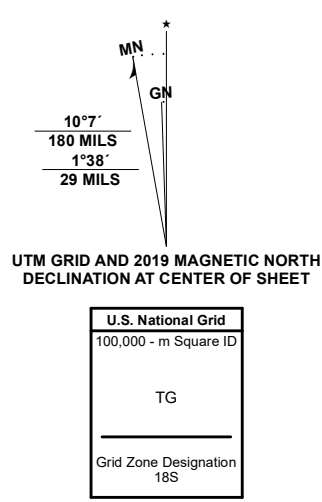 MN
GN
10°7´
180 MILS
1°38´
29 MILS
UTM GRID AND 2019 MAGNETIC NORTH
DECLINATION AT CENTER OF SHEET
U.S. National Grid
100,000 - m Square ID
TG
Grid Zone Designation
18S